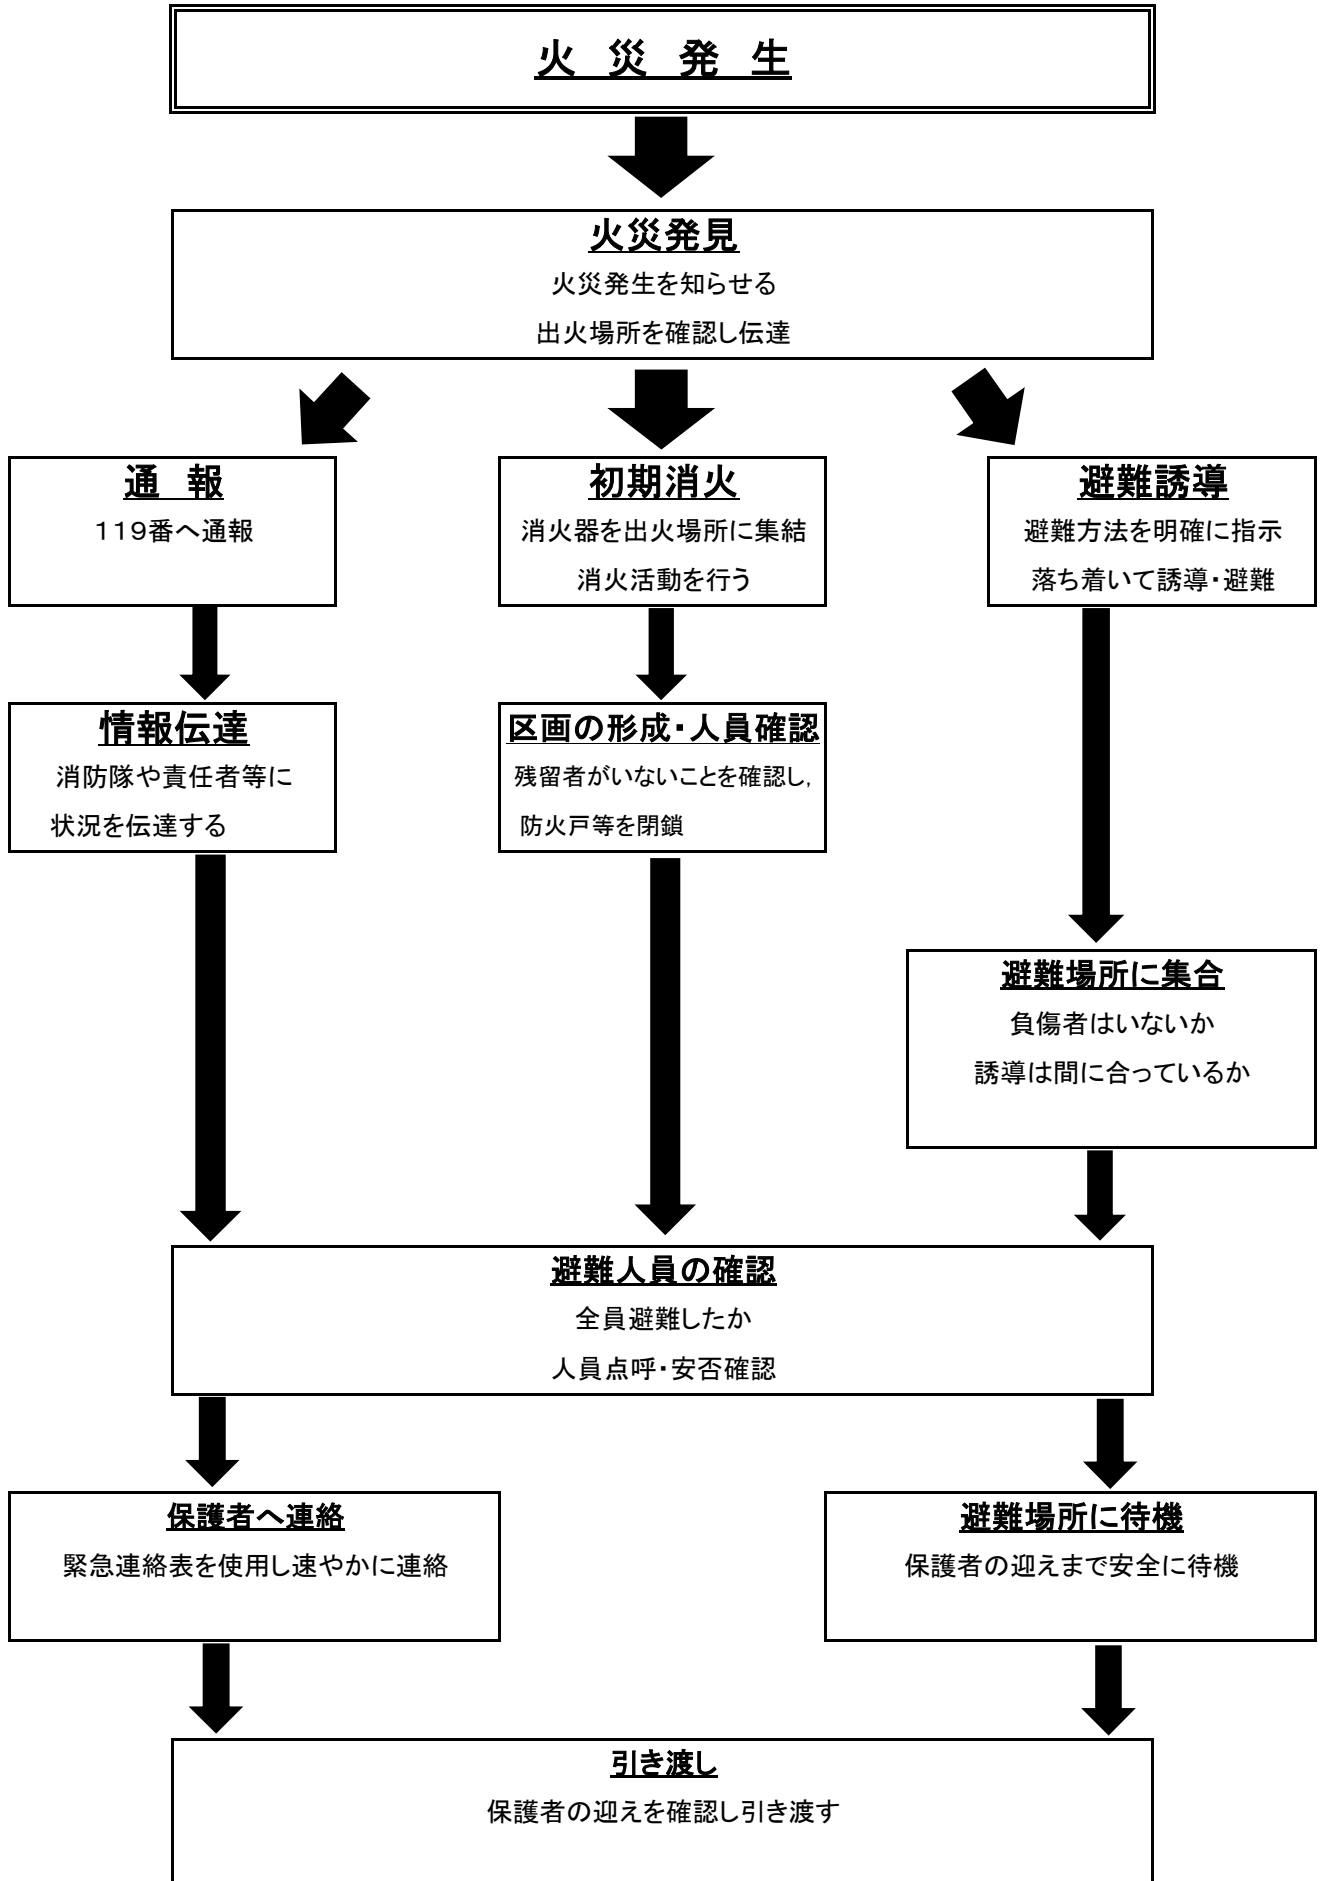 火　災　発　生
火災発見
火災発生を知らせる
出火場所を確認し伝達
通　報
119番へ通報
初期消火
消火器を出火場所に集結
消火活動を行う
避難誘導
避難方法を明確に指示
落ち着いて誘導・避難
情報伝達
消防隊や責任者等に
状況を伝達する
区画の形成・人員確認
残留者がいないことを確認し,
防火戸等を閉鎖
避難場所に集合
負傷者はいないか
誘導は間に合っているか
避難人員の確認
全員避難したか
人員点呼・安否確認
保護者へ連絡
緊急連絡表を使用し速やかに連絡
避難場所に待機
保護者の迎えまで安全に待機
引き渡し
保護者の迎えを確認し引き渡す